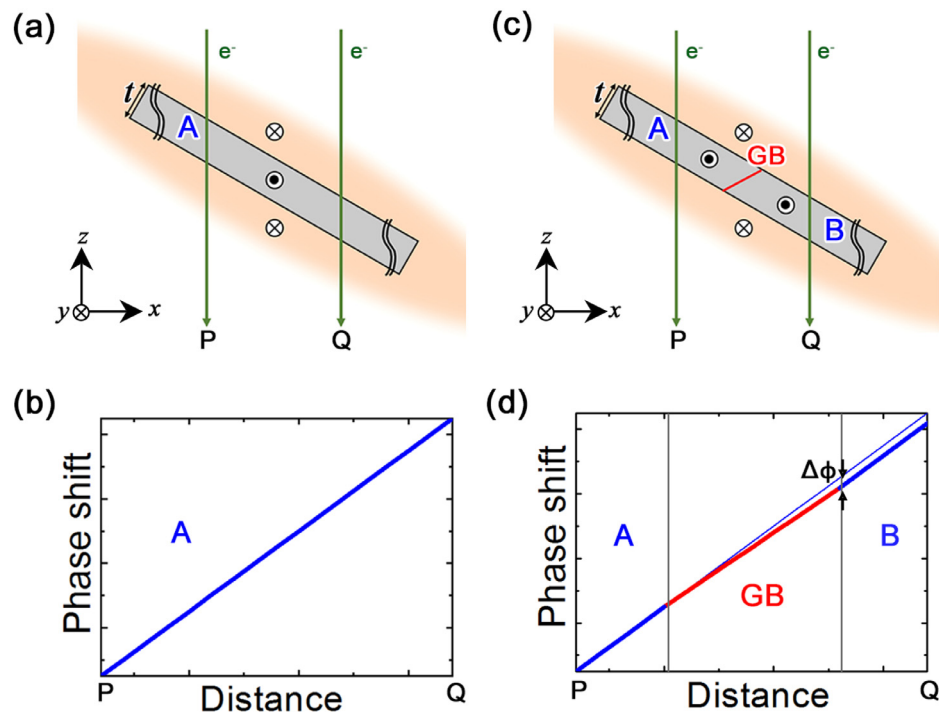 (a)
e-
e-
t
A
z
y
x
P
Q
(c)
e-
e-
t
A
GB
B
z
y
x
P
Q
(b)
Phase shift
A
P
Distance
Q
(d)
Phase shift
A
Δϕ
B
GB
P
Distance
Q